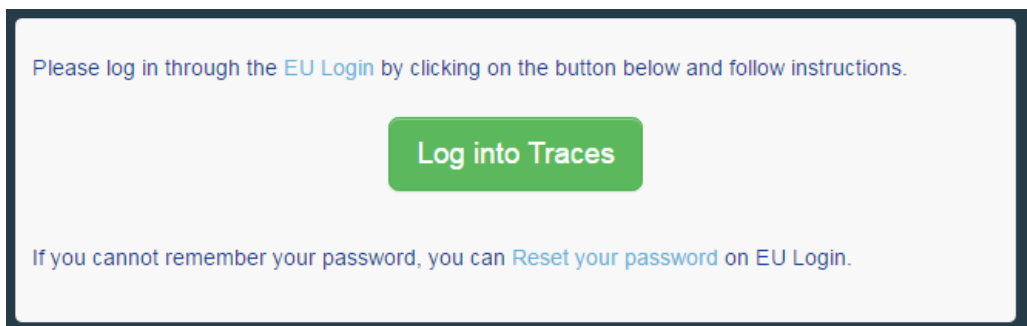 Please log in through the EU Login by clicking on the button below and follow instructions.
Log into Traces
If you cannot remember your password, you can Reset your password on EU Login.